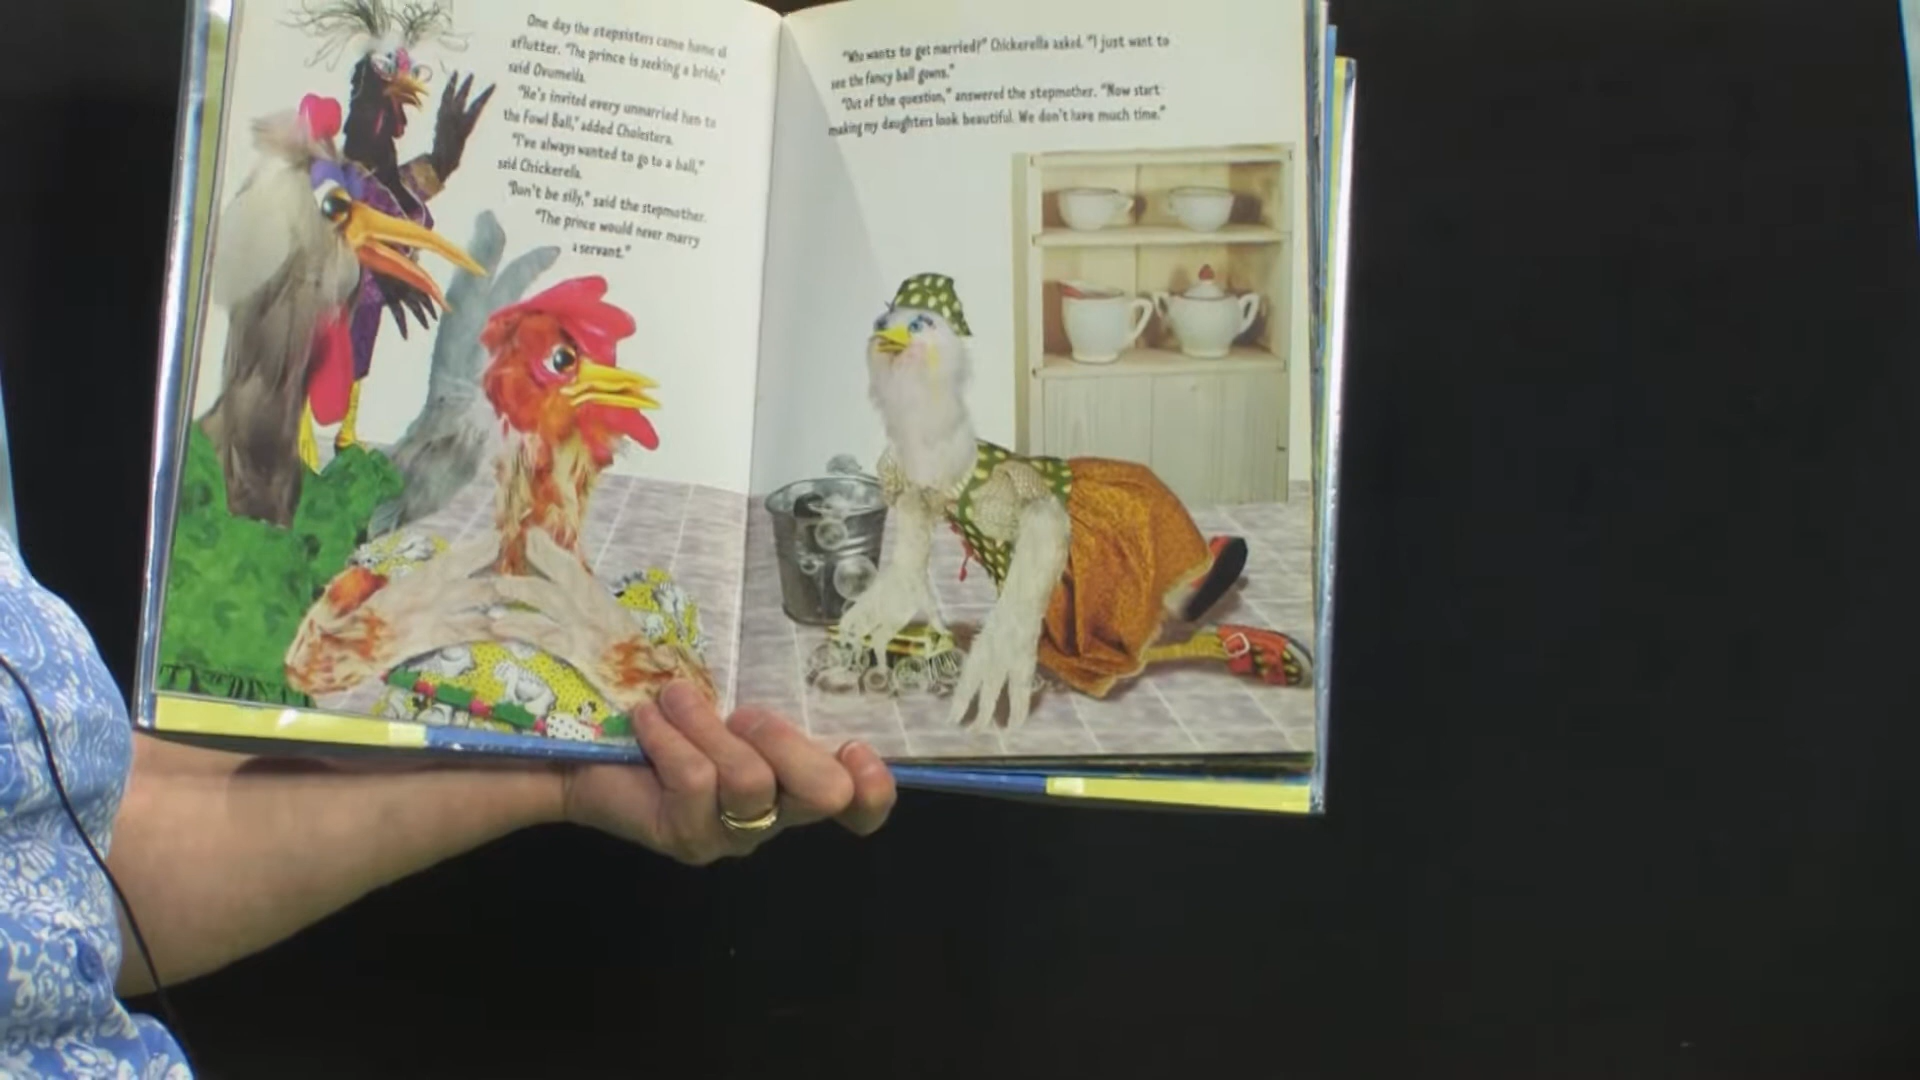 One day the stepsisters came home all
aflutter. "The prince is seeking a bride,"
said Ovumelda.
"He's invited every unmarried hen to
the Fowl Ball," added Cholestera.
"I've always wanted to go to a ball,"
said Chickerella.
"Don't be silly," said the stepmother.
"The prince would never marry
a servant."
"Who wants to get married?" Chickerella asked. "I just want to
see the fancy ball gowns."
"Out of the question," answered the stepmother. "Now start
making my daughters look beautiful. We don't have much time."